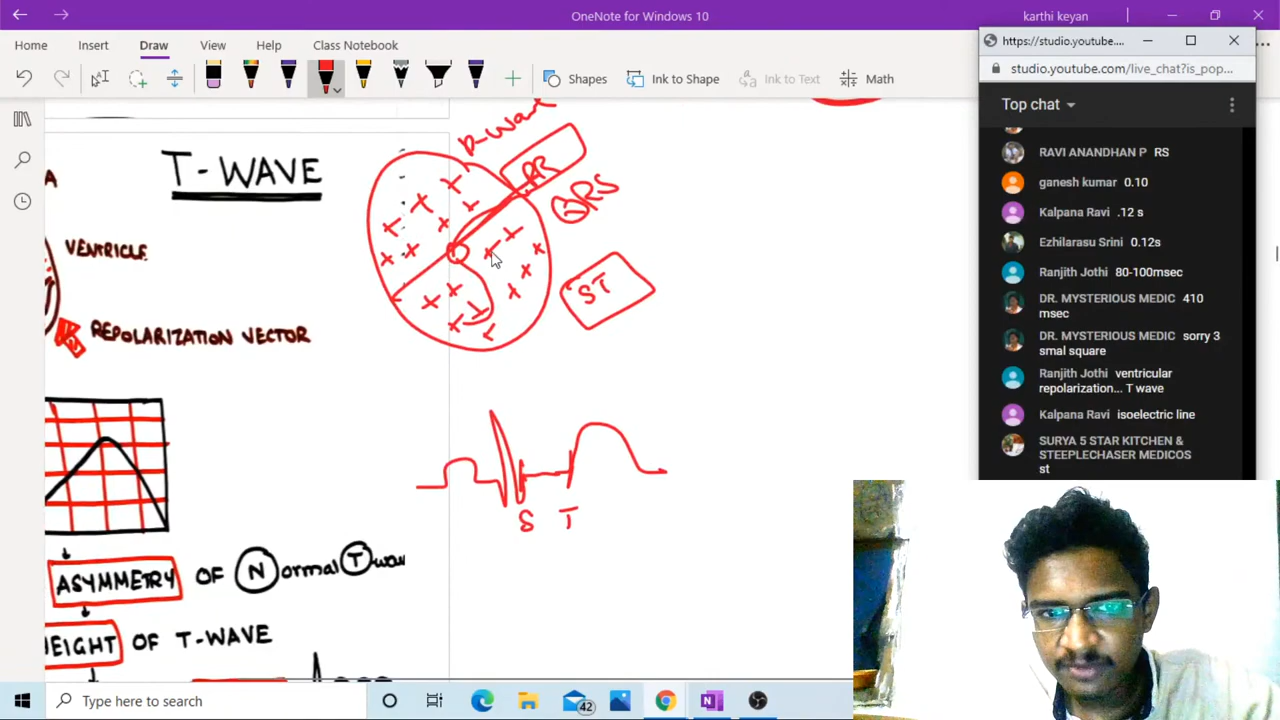 OneNote for Windows 10
karthi keyan
Home
Insert
Draw
View
Help
Class Notebook
Shapes
Ink to Shape
Ink to Text
Math
https://studio.youtube....
studio.youtube.com/live_chat?is_pop...
Top chat
RAVI ANANDHAN P RS
ganesh kumar 0.10
Kalpana Ravi .12 s
Ezhilarasu Srini 0.12s
Ranjith Jothi 80-100msec
DR. MYSTERIOUS MEDIC 410
msec
DR. MYSTERIOUS MEDIC sorry 3
smal square
Ranjith Jothi ventricular
repolarization... T wave
Kalpana Ravi isoelectric line
SURYA 5 STAR KITCHEN &
STEEPLECHASER MEDICOS
st
T-WAVE
VENTRICLE
REPOLARIZATION VECTOR
PR
QRS
ST
S T
ASYMMETRY OF Normal T wav
EIGHT OF T-WAVE
Type here to search
42